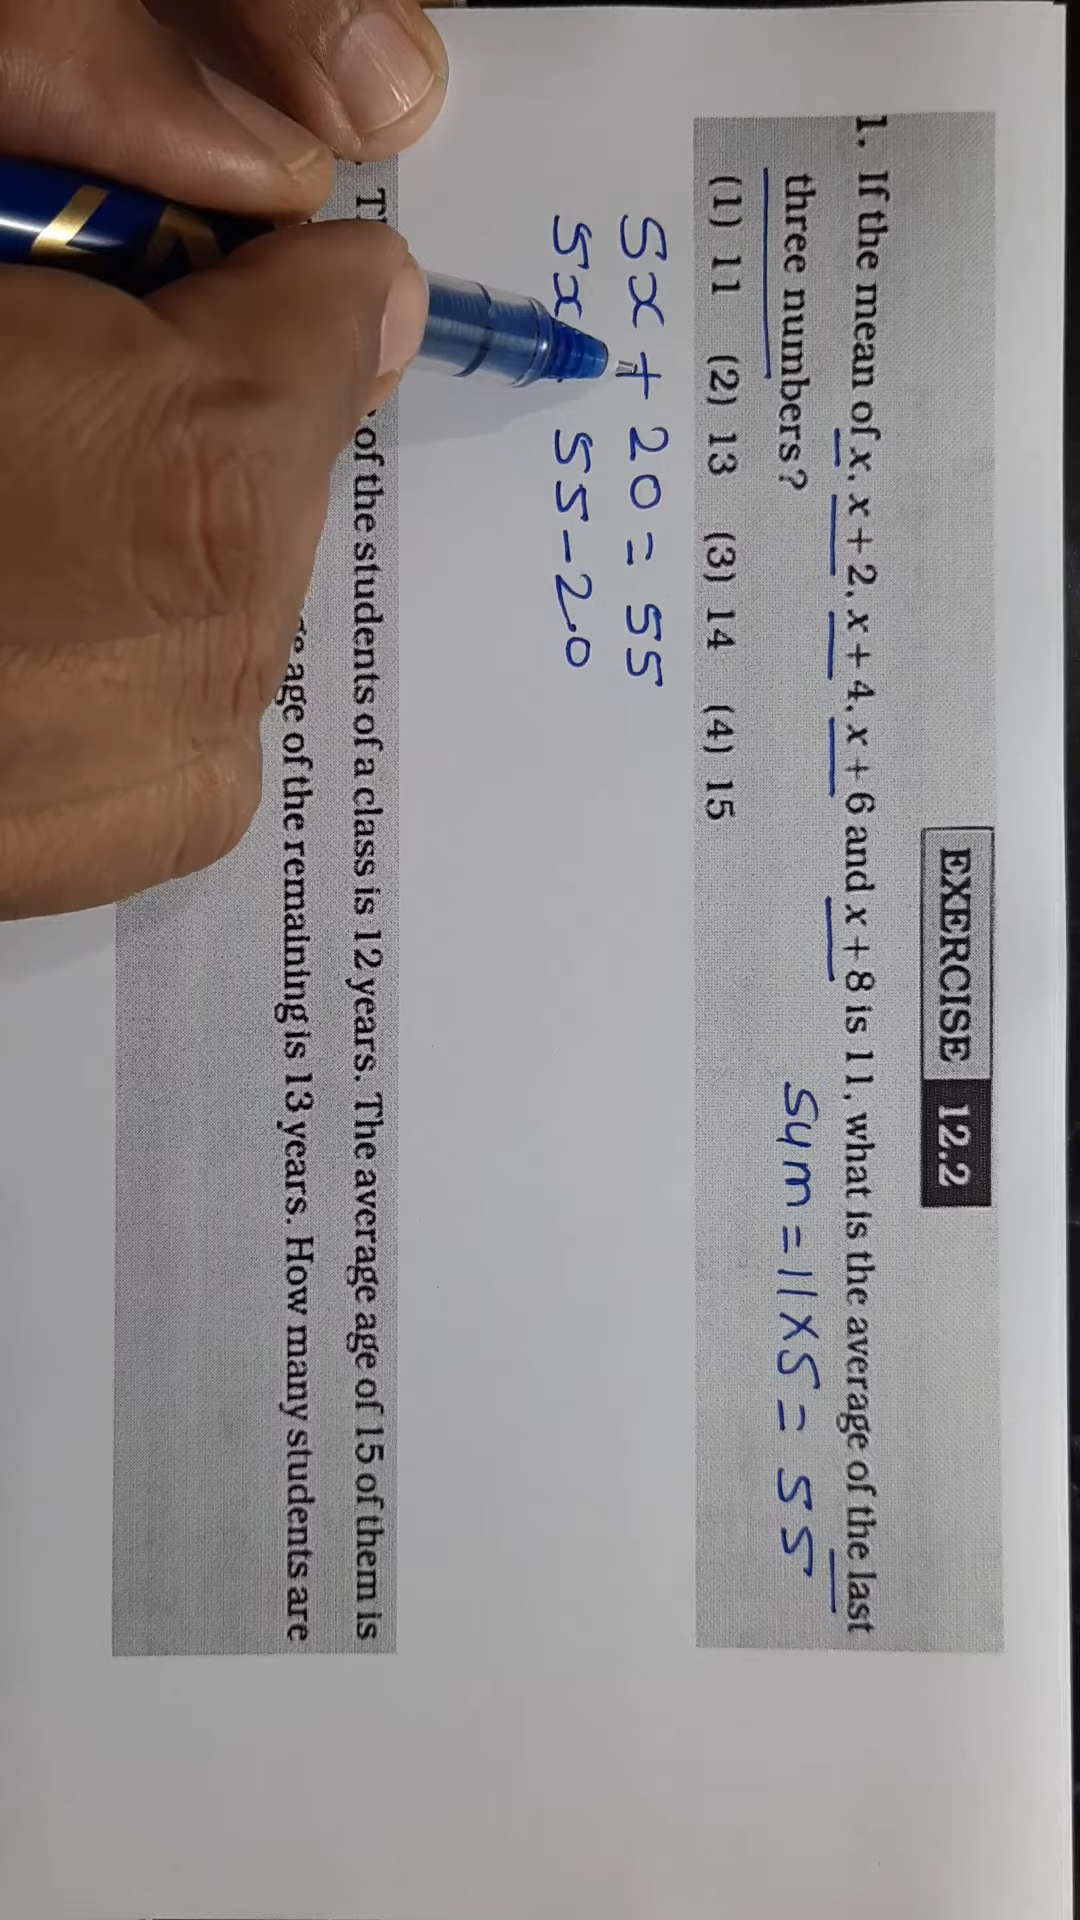 EXERCISE 12.2
1. If the mean of x, x + 2, x + 4, x + 6 and x + 8 is 11, what is the average of the last
three numbers?
sum = 11 x 5 = 55
(1) 11 (2) 13 (3) 14 (4) 15
5x + 20 = 55
5x 55 - 20
of the students of a class is 12 years. The average age of 15 of them is
age of the remaining is 13 years. How many students are